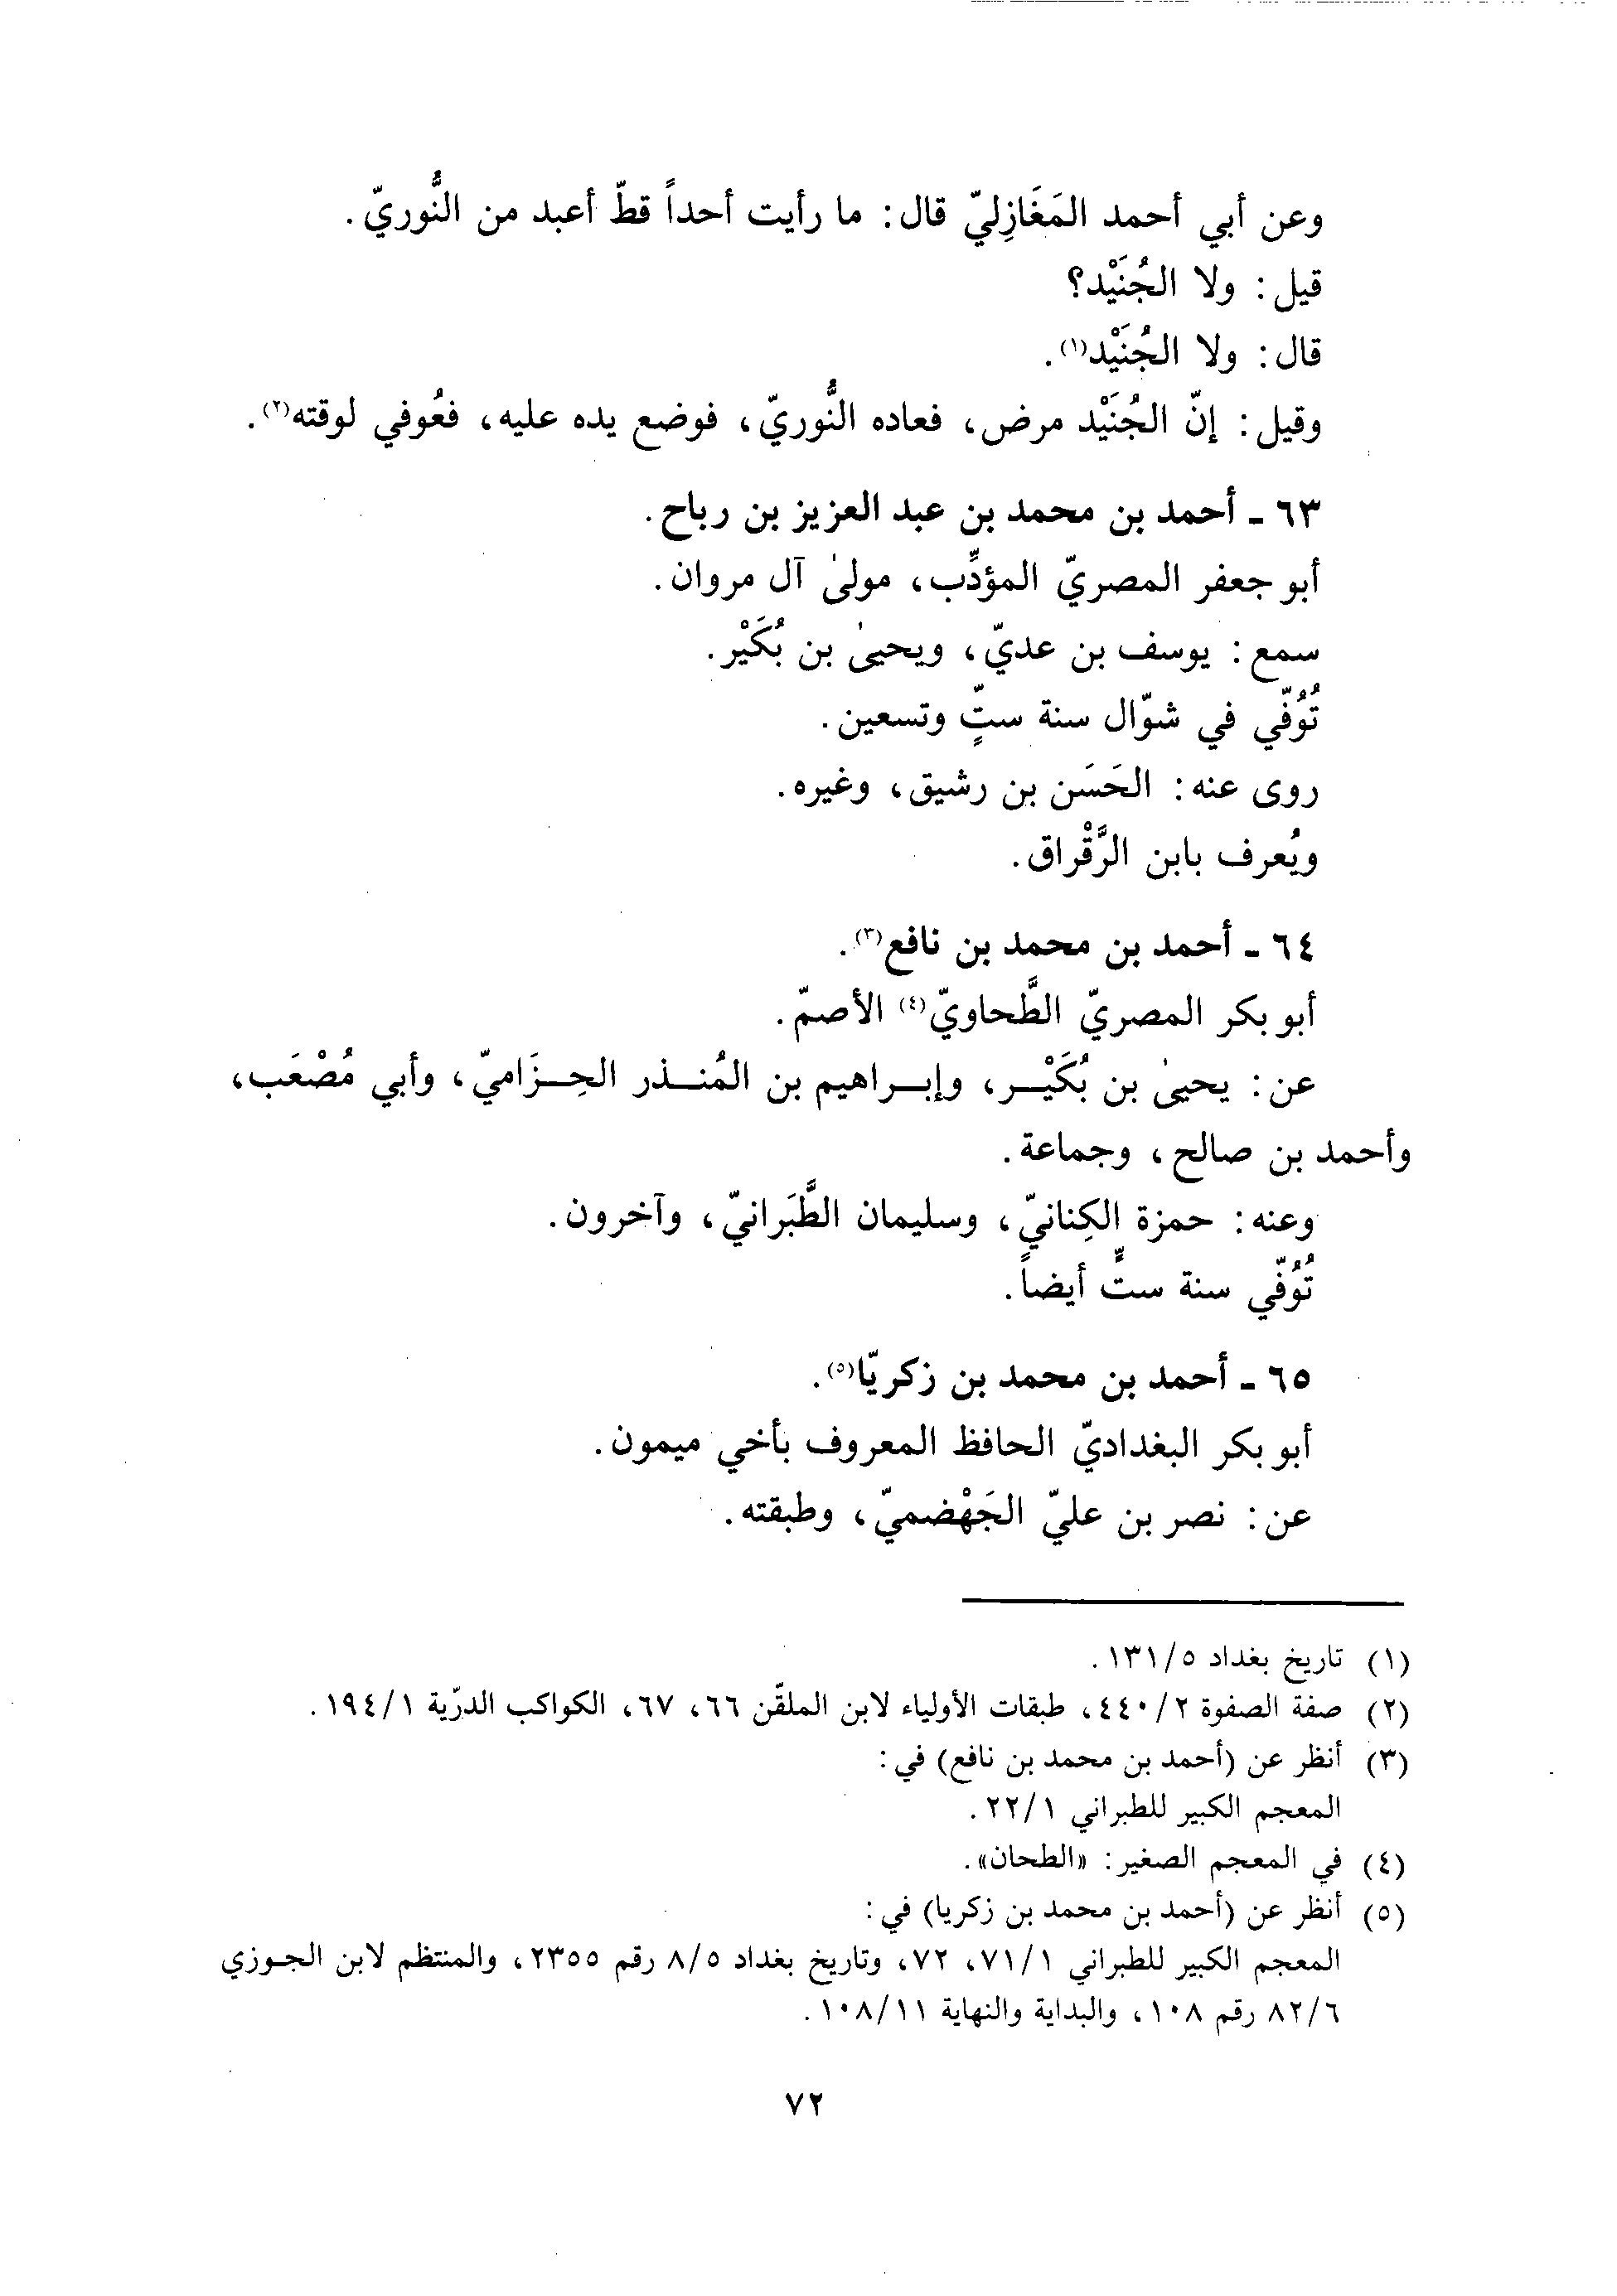 وعن أبي أحمد المَغَازِليّ قال: ما رأيت أحداً قطّ أعبد من النُّوريّ.
قيل: ولا الجُنَيْد؟
قال: ولا الجُنَيْد(١).
وقيل: إنّ الجُنَيْد مرض، فعاده النُّوريّ، فوضع يده عليه، فعُوفي لوقته(٢).
٦٣ ـ أحمد بن محمد بن عبد العزيز بن رباح.
أبو جعفر المصريّ المؤدِّب، مولىٰ آل مروان.
سمع: يوسف بن عديّ، ويحيىٰ بن بُكَيْر.
تُوُفّي في شوّال سنة ستٍّ وتسعين.
روى عنه: الحَسَن بن رشيق، وغيره.
ويُعرف بابن الرَّقْراق.
٦٤ ـ أحمد بن محمد بن نافع(٣).
أبو بكر المصريّ الطَّحاويّ(٤) الأصمّ.
عن: يحيىٰ بن بُكَيْـر، وإبـراهيم بن المُنـذر الحِـزَاميّ، وأبي مُصْعَب،
وأحمد بن صالح، وجماعة.
وعنه: حمزة الكِنانيّ، وسليمان الطَّبَرانيّ، وآخرون.
تُوُفّي سنة ستٍّ أيضاً.
٦٥ ـ أحمد بن محمد بن زكريّا(٥).
أبو بكر البغداديّ الحافظ المعروف بأخي ميمون.
عن: نصر بن عليّ الجَهْضميّ، وطبقته.
(١) تاريخ بغداد ١٣١/٥.
(٢) صفة الصفوة ٤٤٠/٢، طبقات الأولياء لابن الملقّن ٦٦، ٦٧، الكواكب الدرّية ١٩٤/١.
(٣) أنظر عن (أحمد بن محمد بن نافع) في:
المعجم الكبير للطبراني ٢٢/١.
(٤) في المعجم الصغير: «الطحان».
(٥) أنظر عن (أحمد بن محمد بن زكريا) في:
المعجم الكبير للطبراني ٧١/١، ٧٢، وتاريخ بغداد ٨/٥ رقم ٢٣٥٥، والمنتظم لابن الجـوزي
٨٢/٦ رقم ١٠٨، والبداية والنهاية ١٠٨/١١.
٧٢